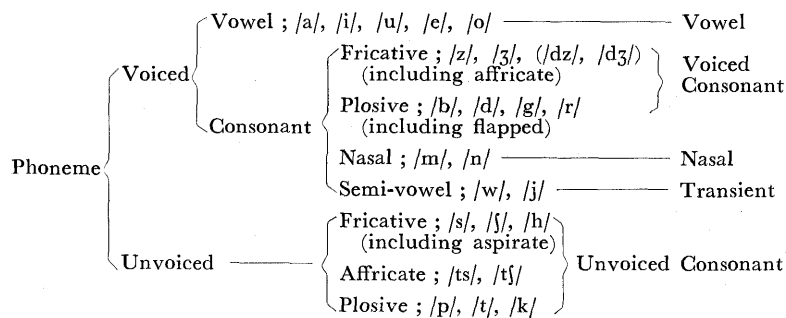 Vowel ; /a/, /i/, /u/, /e/, /o/ Vowel
Fricative ; /z/, /ʒ/, (/dz/, /dʒ/)
(including affricate)
Voiced
Voiced
Consonant
Plosive ; /b/, /d/, /g/, /r/
(including flapped)
Consonant
Nasal ; /m/, /n/ Nasal
Phoneme
Semi-vowel ; /w/, /j/ Transient
Fricative ; /s/, /ʃ/, /h/
(including aspirate)
Unvoiced
Affricate ; /ts/, /tʃ/
Unvoiced Consonant
Plosive ; /p/, /t/, /k/